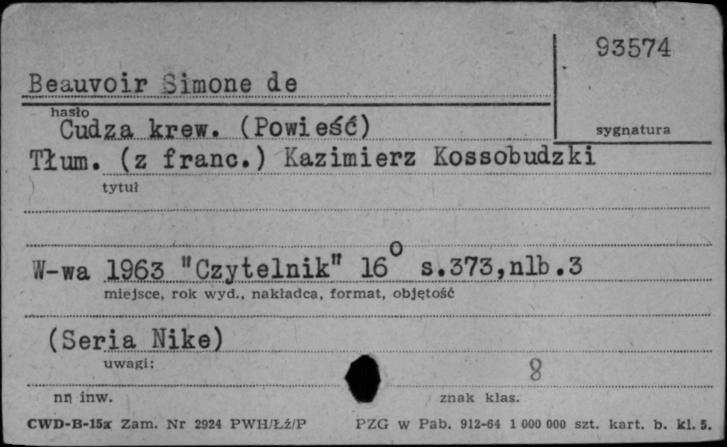 93574
Beauvoir Simone de
hasło
Cudza krew. (Powieść)
sygnatura
Tłum. (z franc.) Kazimierz Kossobudzki
tytuł
W-wa 1963 "Czytelnik" 16° s.373,nlb.3
miejsce, rok wyd., nakładca, format, objętość
(Seria Nike)
uwagi:
8
nr inw. znak klas.
CWD-B-15a Zam. Nr 2924 PWH/Łź/P PZG w Pab. 912-64 1 000 000 szt. kart. b. kl. 5.